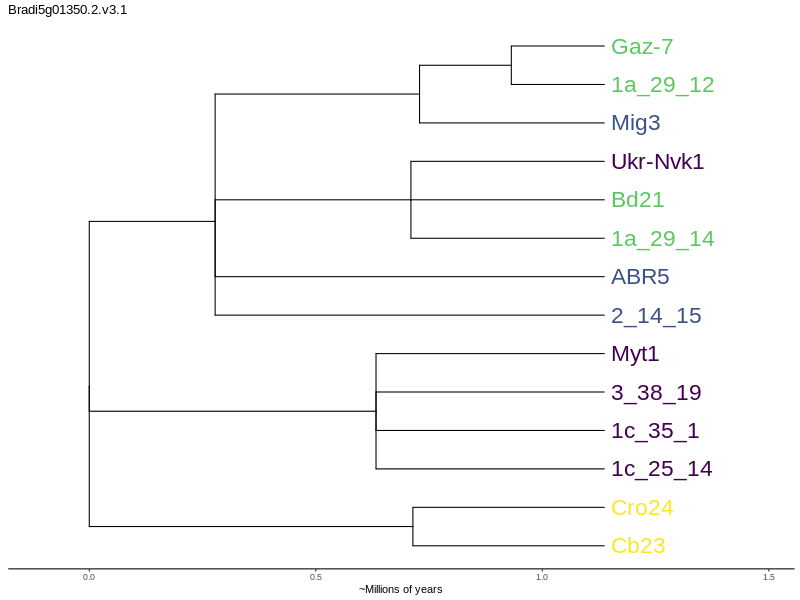 Bradi5g01350.2.v3.1
Gaz-7
1a_29_12
Mig3
Ukr-Nvk1
Bd21
1a_29_14
ABR5
2_14_15
Myt1
3_38_19
1c_35_1
1c_25_14
Cro24
Cb23
0.0 0.5 1.0 1.5
~Millions of years